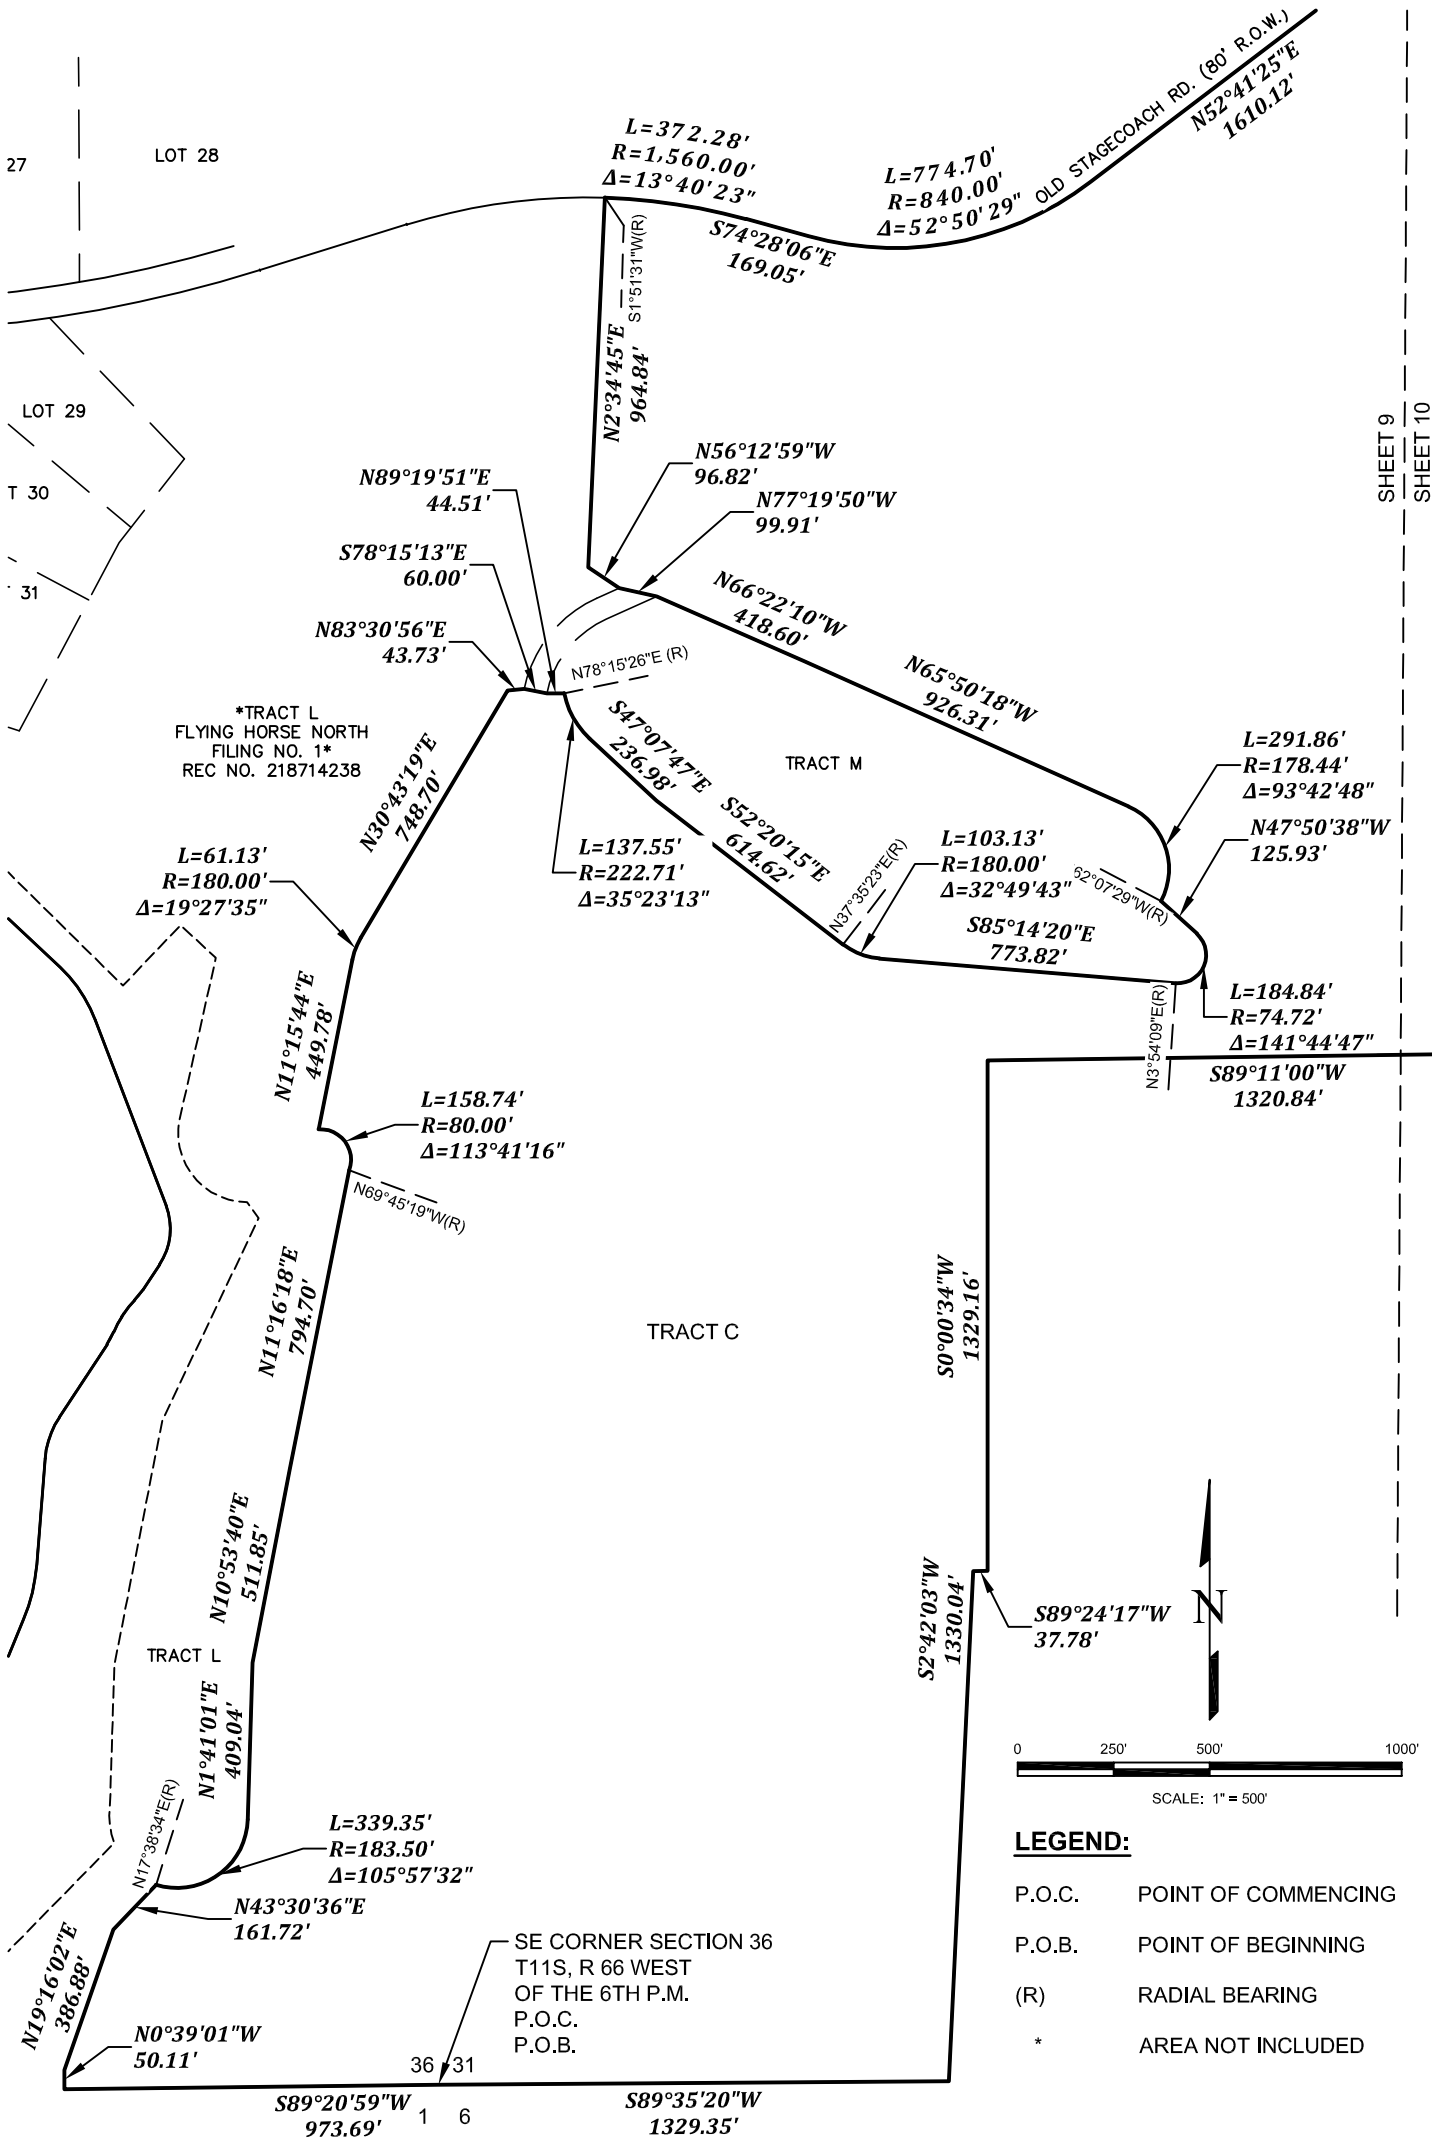 OLD STAGECOACH RD. (80' R.O.W.)
N52°41'25"E
1610.12'
27
LOT 28
L=372.28'
R=1,560.00'
Δ=13°40'23"
L=774.70'
R=840.00'
Δ=52°50'29"
S74°28'06"E
169.05'
S1°51'31"W(R)
N2°34'45"E
964.84'
LOT 29
T 30
31
SHEET 9
SHEET 10
N56°12'59"W
96.82'
N89°19'51"E
44.51'
N77°19'50"W
99.91'
S78°15'13"E
60.00'
N66°22'10"W
418.60'
N83°30'56"E
43.73'
N78°15'26"E (R)
N65°50'18"W
926.31'
*TRACT L
FLYING HORSE NORTH
FILING NO. 1*
REC NO. 218714238
S47°07'47"E
236.98'
TRACT M
L=291.86'
R=178.44'
Δ=93°42'48"
N30°43'19"E
748.70'
S52°20'15"E
614.62'
N47°50'38"W
125.93'
L=61.13'
R=180.00'
Δ=19°27'35"
L=137.55'
R=222.71'
Δ=35°23'13"
N37°35'23"E(R)
L=103.13'
R=180.00'
Δ=32°49'43"
62°07'29"W(R)
S85°14'20"E
773.82'
N11°15'44"E
449.78'
N3°54'09"E(R)
L=184.84'
R=74.72'
Δ=141°44'47"
S89°11'00"W
1320.84'
L=158.74'
R=80.00'
Δ=113°41'16"
N69°45'19"W(R)
N11°16'18"E
794.70'
TRACT C
S0°00'34"W
1329.16'
N10°53'40"E
511.85'
S2°42'03"W
1330.04'
N
S89°24'17"W
37.78'
TRACT L
N1°41'01"E
409.04'
0 250' 500' 1000'
SCALE: 1" = 500'
N17°38'34"E(R)
L=339.35'
R=183.50'
Δ=105°57'32"
LEGEND:
P.O.C. POINT OF COMMENCING
P.O.B. POINT OF BEGINNING
(R) RADIAL BEARING
* AREA NOT INCLUDED
N43°30'36"E
161.72'
SE CORNER SECTION 36
T11S, R 66 WEST
OF THE 6TH P.M.
P.O.C.
P.O.B.
N19°16'02"E
386.88'
N0°39'01"W
50.11'
36 31
S89°20'59"W
973.69'
1 6
S89°35'20"W
1329.35'